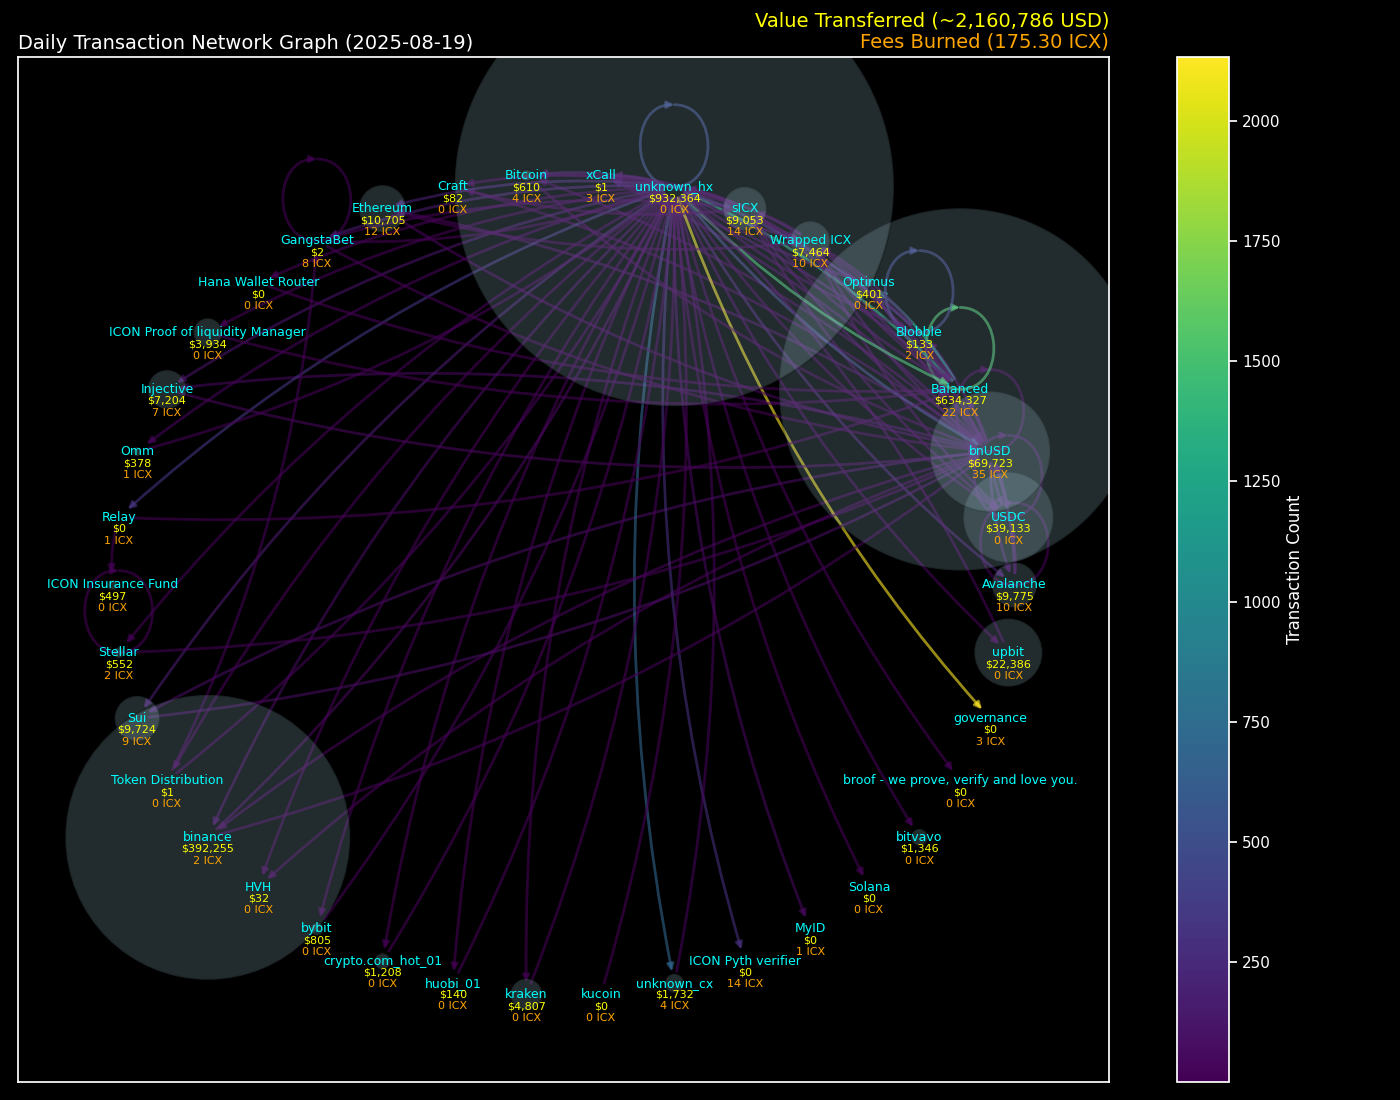 Value Transferred (~2,160,786 USD)
Daily Transaction Network Graph (2025-08-19)
Fees Burned (175.30 ICX)
unknown_hx
$932,364
0 ICX
xCall
$1
3 ICX
Bitcoin
$610
4 ICX
Craft
$82
0 ICX
Ethereum
$10,705
12 ICX
GangstaBet
$2
8 ICX
Hana Wallet Router
$0
0 ICX
ICON Proof of liquidity Manager
$3,934
0 ICX
Injective
$7,204
7 ICX
Omm
$378
1 ICX
Relay
$0
1 ICX
ICON Insurance Fund
$497
0 ICX
Stellar
$552
2 ICX
Sui
$9,724
9 ICX
Token Distribution
$1
0 ICX
binance
$392,255
2 ICX
HVH
$32
0 ICX
bybit
$805
0 ICX
crypto.com_hot_01
$1,208
0 ICX
huobi_01
$140
0 ICX
kraken
$4,807
0 ICX
kucoin
$0
0 ICX
unknown_cx
$1,732
4 ICX
ICON Pyth verifier
$0
14 ICX
MyID
$0
1 ICX
Solana
$0
0 ICX
bitvavo
$1,346
0 ICX
broof - we prove, verify and love you.
$0
0 ICX
governance
$0
3 ICX
upbit
$22,386
0 ICX
Avalanche
$9,775
10 ICX
USDC
$39,133
0 ICX
bnUSD
$69,723
35 ICX
Balanced
$634,327
22 ICX
Blobble
$133
2 ICX
Optimus
$401
0 ICX
Wrapped ICX
$7,464
10 ICX
sICX
$9,053
14 ICX
2000
1750
1500
1250
1000
750
500
250
Transaction Count